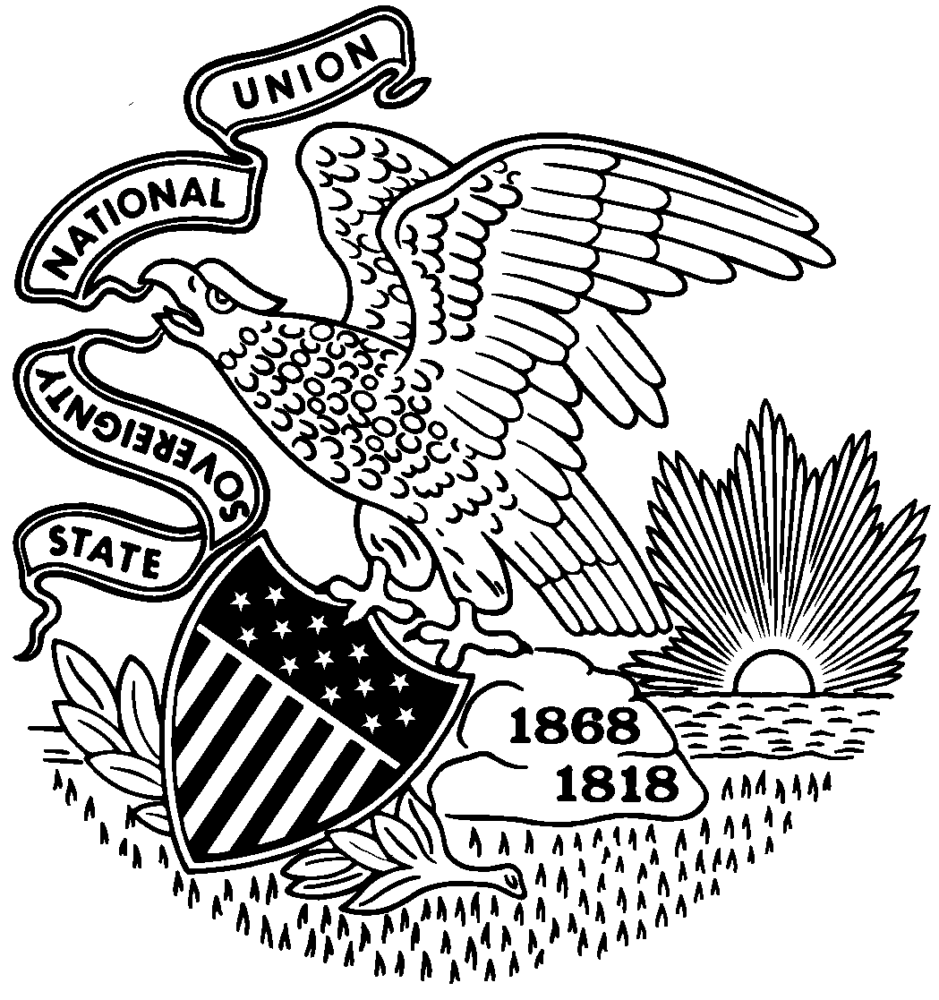 UNION
NATIONAL
SOVEREIGNTY
STATE
1868
1818